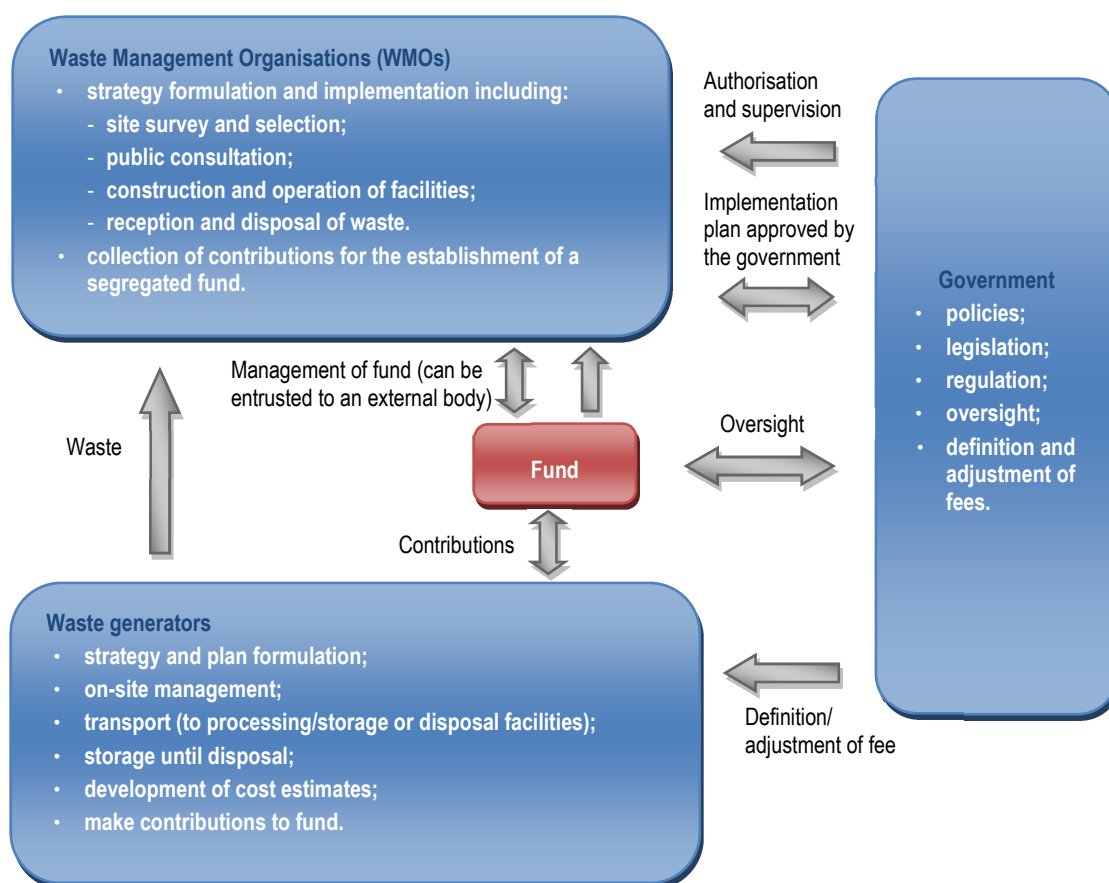 Waste Management Organisations (WMOs)
• strategy formulation and implementation including:
- site survey and selection;
- public consultation;
- construction and operation of facilities;
- reception and disposal of waste.
• collection of contributions for the establishment of a
segregated fund.
Authorisation
and supervision
Implementation
plan approved by
the government
Government
• policies;
• legislation;
• regulation;
• oversight;
• definition and
adjustment of
fees.
Management of fund (can be
entrusted to an external body)
Waste
Fund
Oversight
Contributions
Waste generators
• strategy and plan formulation;
• on-site management;
• transport (to processing/storage or disposal facilities);
• storage until disposal;
• development of cost estimates;
• make contributions to fund.
Definition/
adjustment of fee